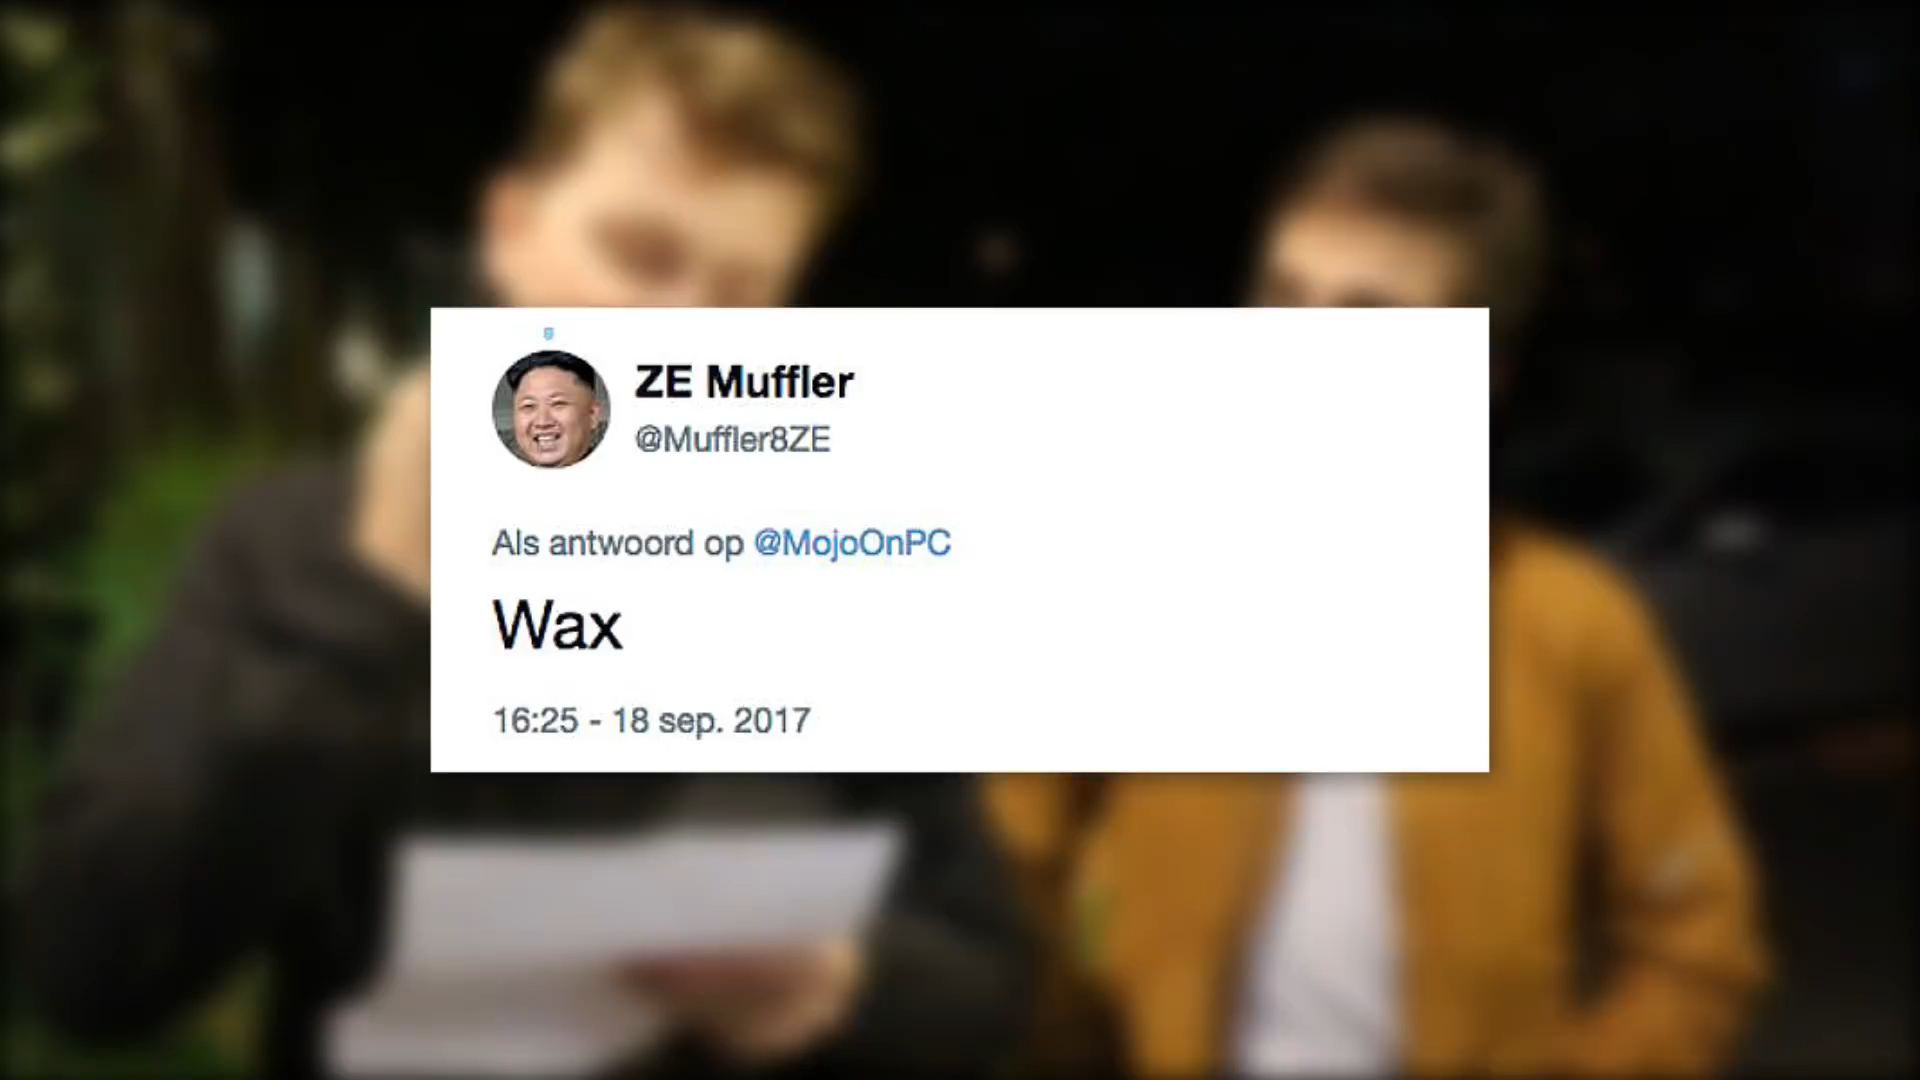 ZE Muffler
@Muffler8ZE
Als antwoord op @MojoOnPC
Wax
16:25 - 18 sep. 2017